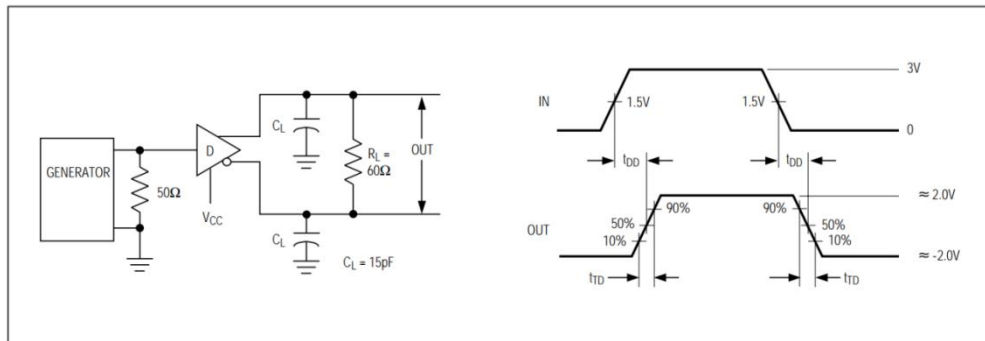 GENERATOR
50Ω
D
VCC
CL
CL
CL = 15pF
RL =
60Ω
OUT
IN
1.5V
1.5V
3V
0
tDD
tDD
OUT
90%
50%
10%
90%
50%
10%
≈ 2.0V
≈ -2.0V
tTD
tTD